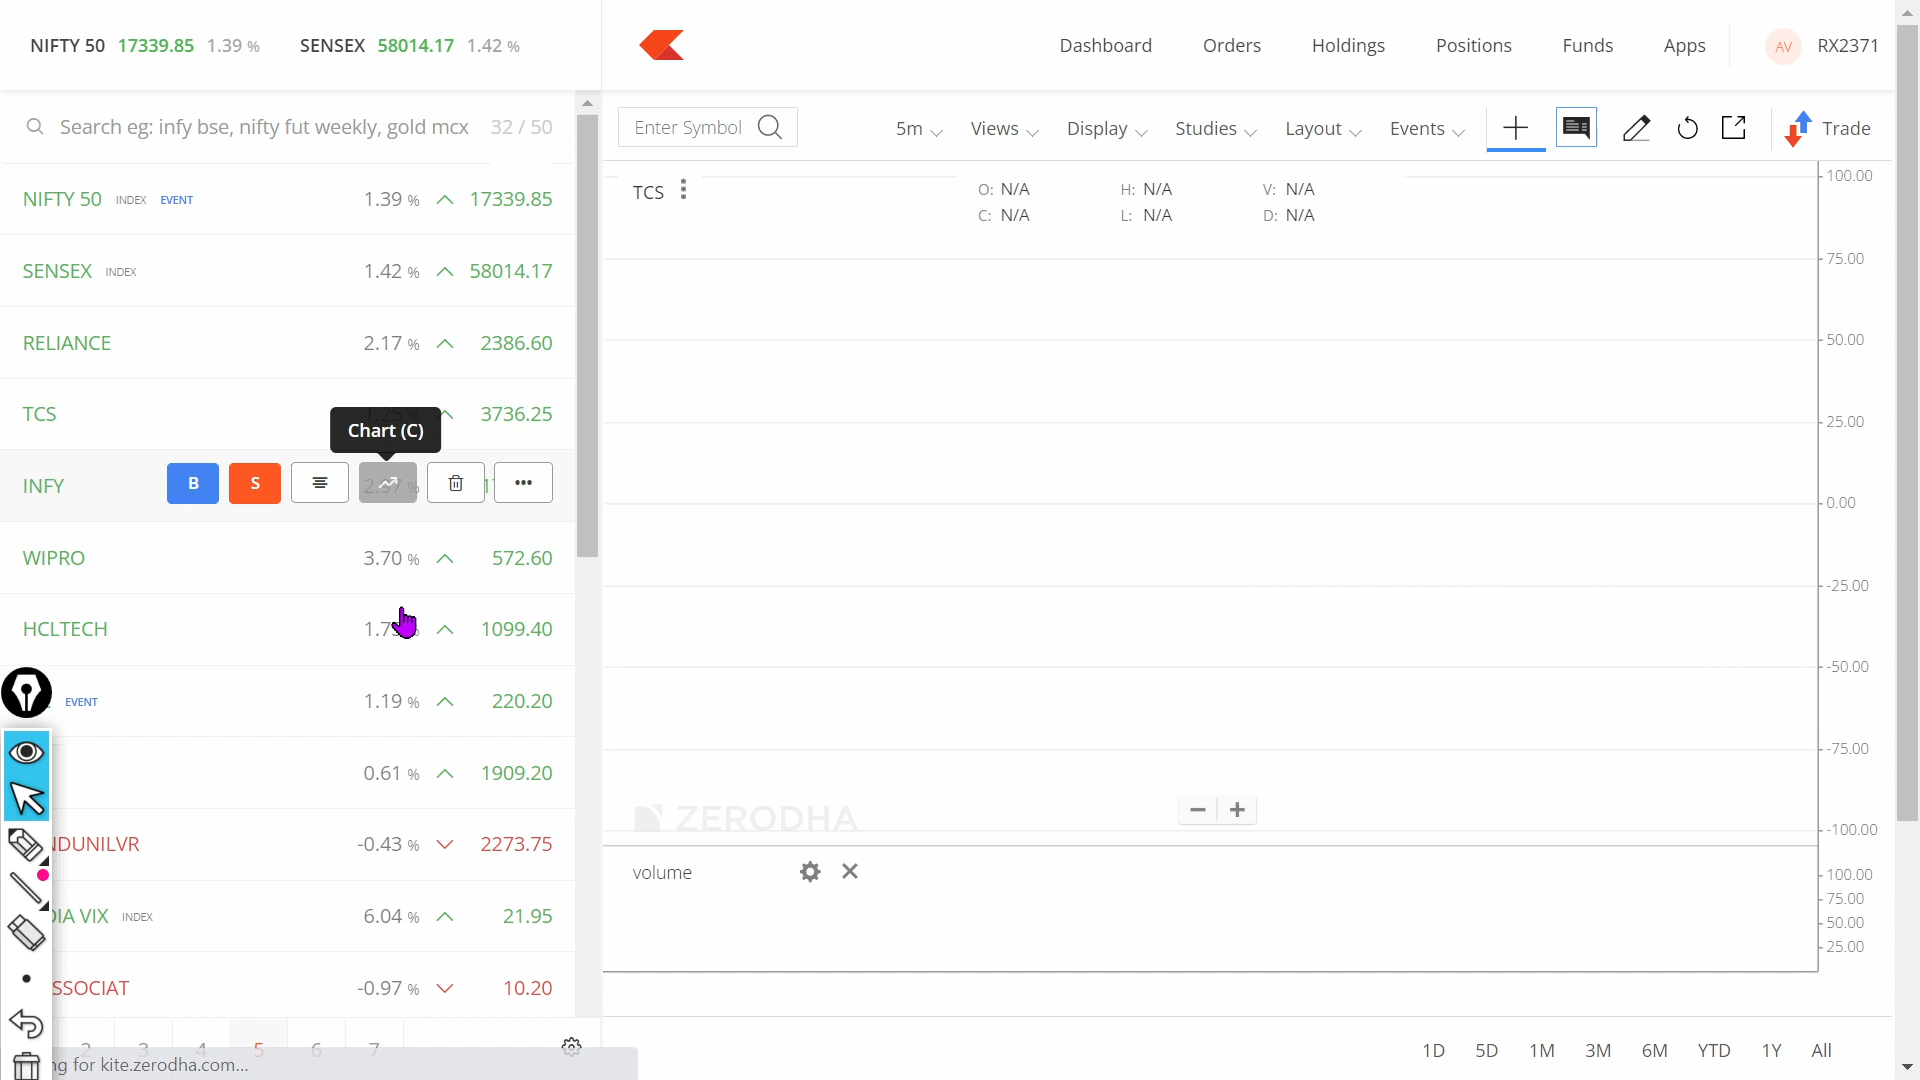 NIFTY 50 17339.85 1.39 % SENSEX 58014.17 1.42 %
Dashboard Orders Holdings Positions Funds Apps AV RX2371
Search eg: infy bse, nifty fut weekly, gold mcx 32 / 50
NIFTY 50 INDEX EVENT 1.39 % 17339.85
SENSEX INDEX 1.42 % 58014.17
RELIANCE 2.17 % 2386.60
TCS 1.25 3736.25
Chart (C)
INFY B S
WIPRO 3.70 % 572.60
HCLTECH 1.7
EVENT 1.19 % 220.20
0.61 % 1909.20
NDUNILVR -0.43 % 2273.75
DIA VIX INDEX 6.04 % 21.95
SSOCIAT -0.97 % 10.20
2 3 4 5 6 7
ng for kite.zerodha.com...
Enter Symbol 5m Views Display Studies Layout Events Trade
TCS O: N/A H: N/A V: N/A
C: N/A L: N/A D: N/A
100.00
75.00
50.00
25.00
0.00
-25.00
-50.00
-75.00
-100.00
ZERODHA
volume
100.00
75.00
50.00
25.00
1D 5D 1M 3M 6M YTD 1Y All